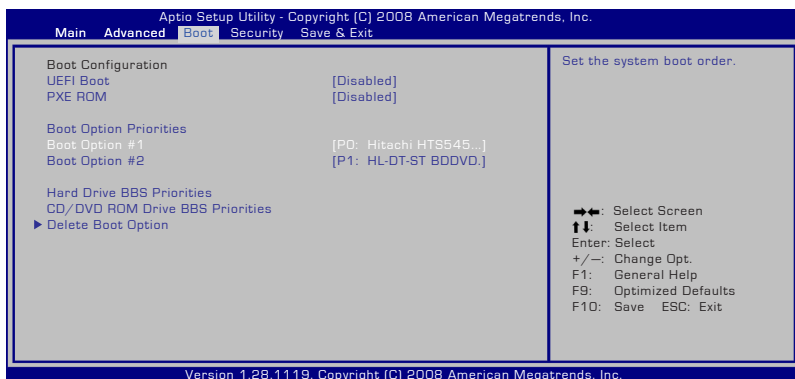 Aptio Setup Utility - Copyright (C) 2008 American Megatrends, Inc.
Main Advanced Boot Security Save & Exit
Boot Configuration
UEFI Boot [Disabled]
PXE ROM [Disabled]
Boot Option Priorities
Boot Option #1 [P0: Hitachi HTS545...]
Boot Option #2 [P1: HL-DT-ST BDDVD.]
Hard Drive BBS Priorities
CD/DVD ROM Drive BBS Priorities
Delete Boot Option
Set the system boot order.
→←: Select Screen
↑↓: Select Item
Enter: Select
+/—: Change Opt.
F1: General Help
F9: Optimized Defaults
F10: Save ESC: Exit
Version 1.28.1119. Copyright (C) 2008 American Megatrends, Inc.